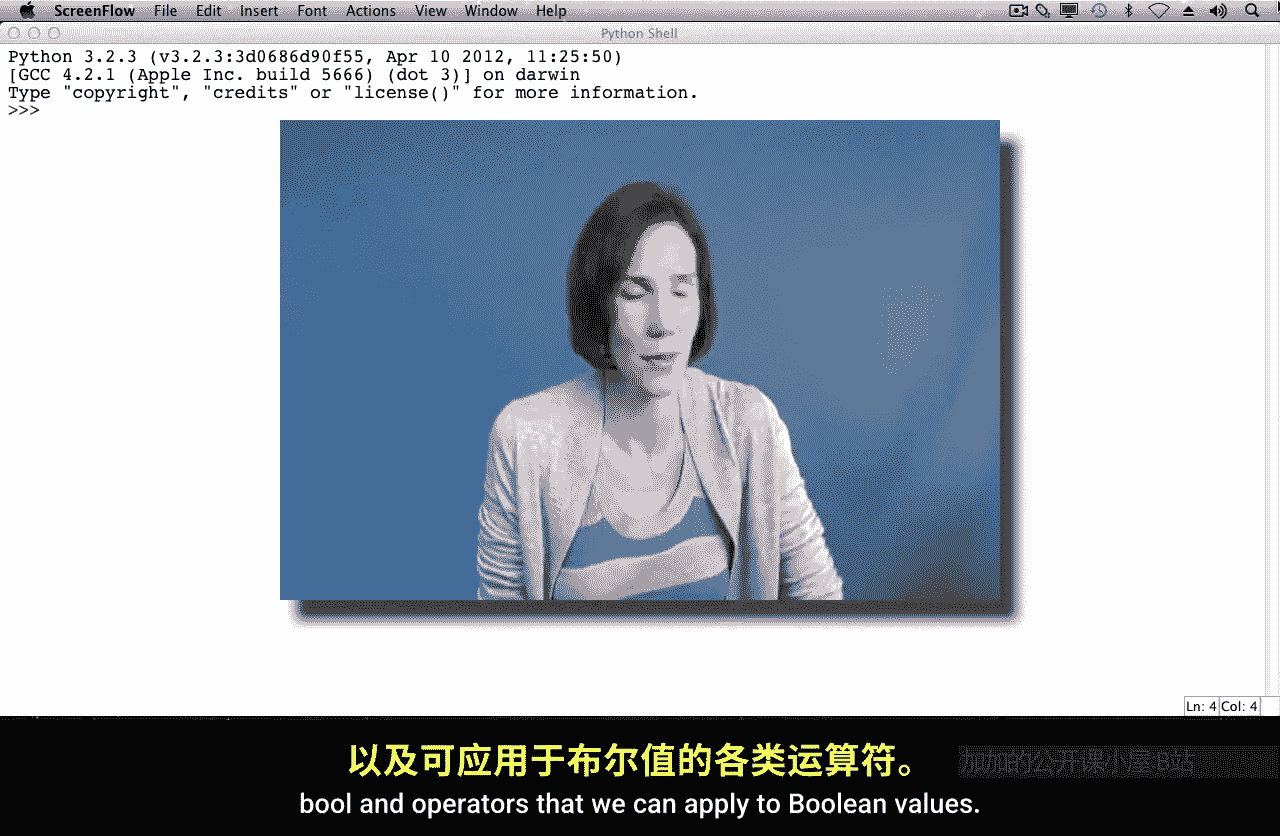 ScreenFlow File Edit Insert Font Actions View Window Help
Python Shell
Python 3.2.3 (v3.2.3:3d0686d90f55, Apr 10 2012, 11:25:50)
[GCC 4.2.1 (Apple Inc. build 5666) (dot 3)] on darwin
Type "copyright", "credits" or "license()" for more information.
>>>
Ln: 4 Col: 4
以及可应用于布尔值的各类运算符。
加加的公开课小屋:B站
bool and operators that we can apply to Boolean values.